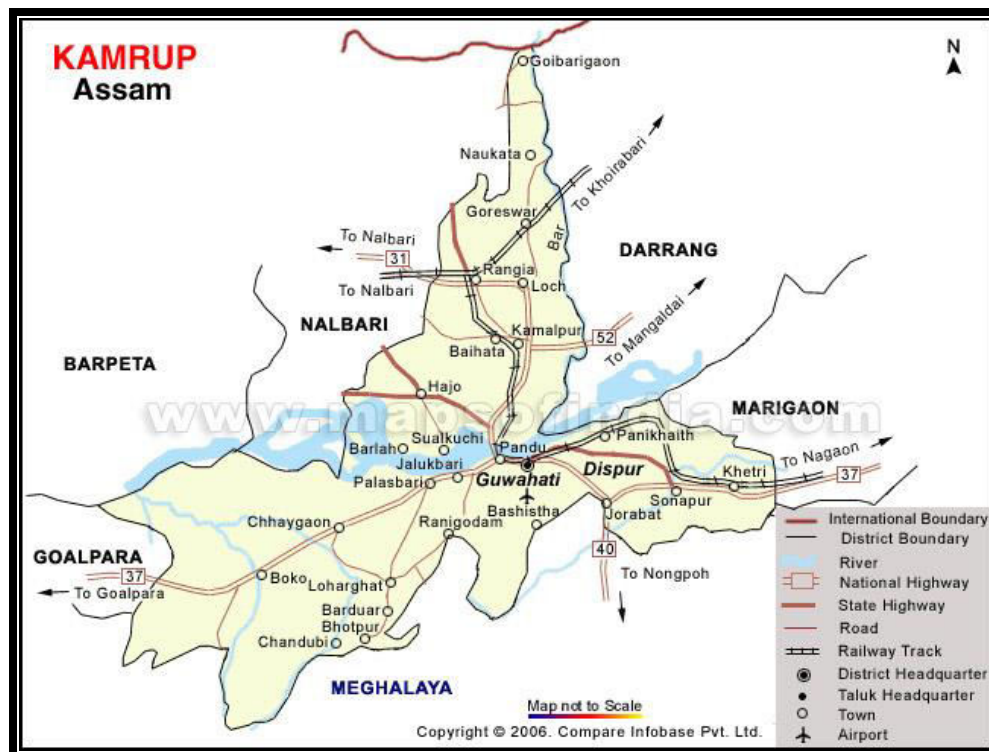 KAMRUP
Assam
N
Goibarigaon
Naukata
To Khoirabari
Goreswar
Bar
To Nalbari
31
DARRANG
Rangia
To Nalbari
Loch
To Mangaldai
NALBARI
Kamalpur
52
Baihata
BARPETA
Hajo
www.mapsofindia.com
MARIGAON
Sualkuchi
Panikhaith
Barlah
Pandu
To Nagaon
Jalukbari
Dispur
Khetri
37
Palasbari
Guwahati
Sonapur
Bashistha
Jorabat
Chhaygaon
Ranigodam
International Boundary
District Boundary
40
GOALPARA
River
37
Boko
Loharghat
To Nongpoh
National Highway
To Goalpara
State Highway
Barduar
Road
Bhotpur
Chandubi
Railway Track
District Headquarter
MEGHALAYA
Taluk Headquarter
Map not to Scale
Town
Copyright © 2006. Compare Infobase Pvt. Ltd.
Airport